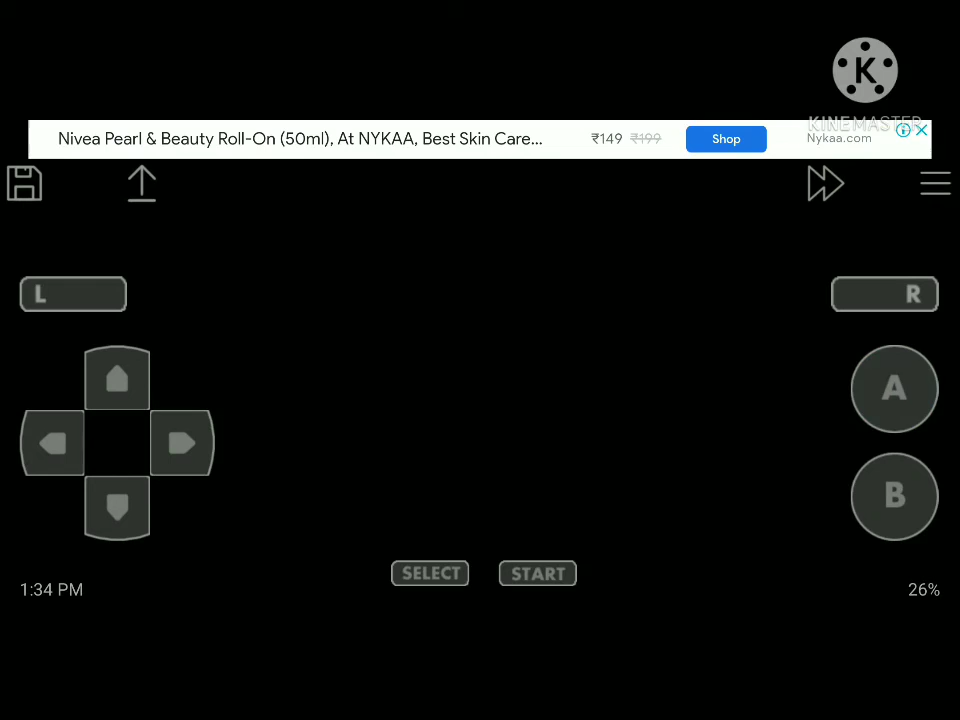 K
KINEMASTER
Nivea Pearl & Beauty Roll-On (50ml), At NYKAA, Best Skin Care... ₹149 ₹199 Shop Nykaa.com
L
R
A
B
SELECT START
1:34 PM
26%